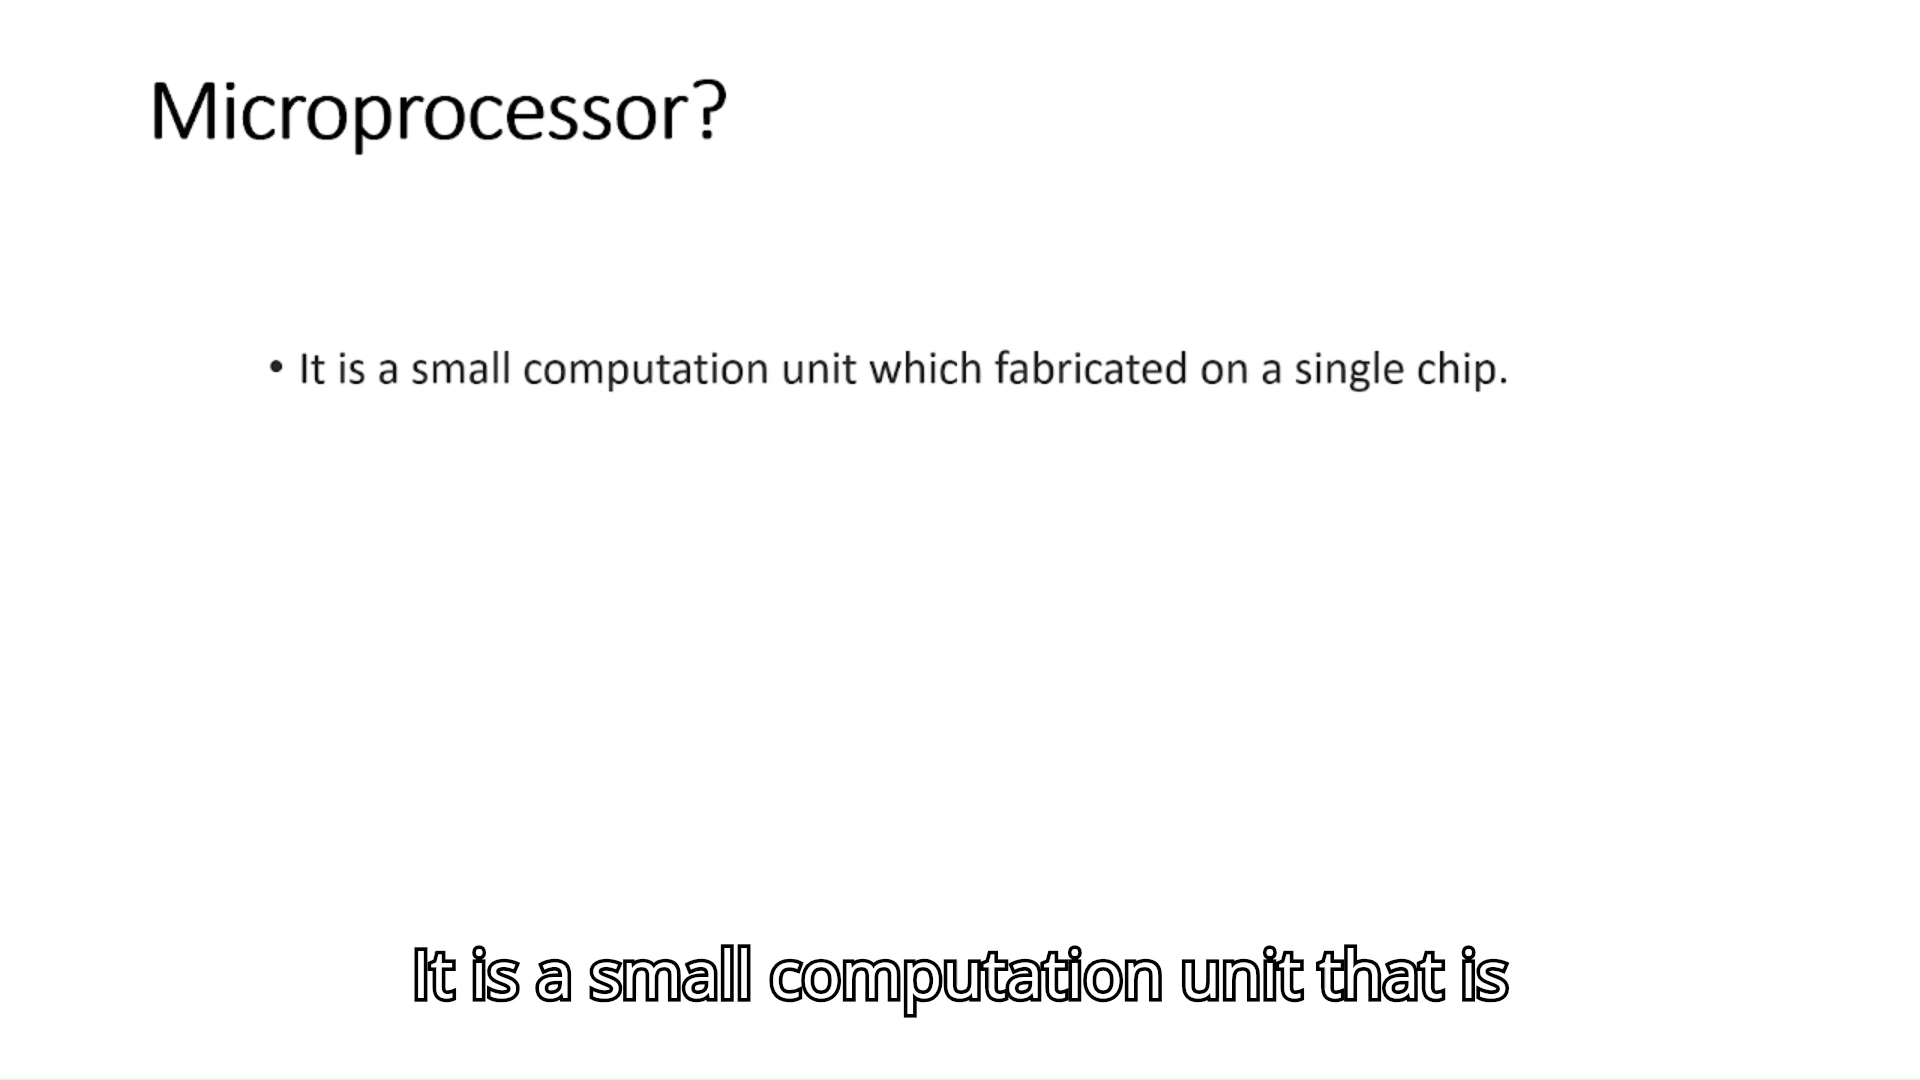 Microprocessor?
• It is a small computation unit which fabricated on a single chip.
It is a small computation unit that is